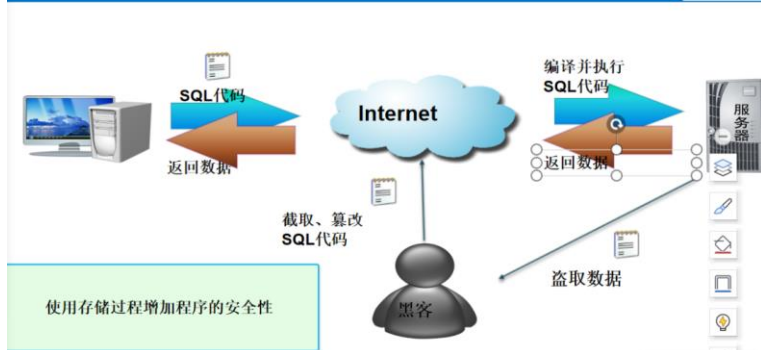 SQL代码
返回数据
Internet
编译并执行
SQL代码
返回数据
服务器
截取、篡改
SQL代码
黑客
盗取数据
使用存储过程增加程序的安全性